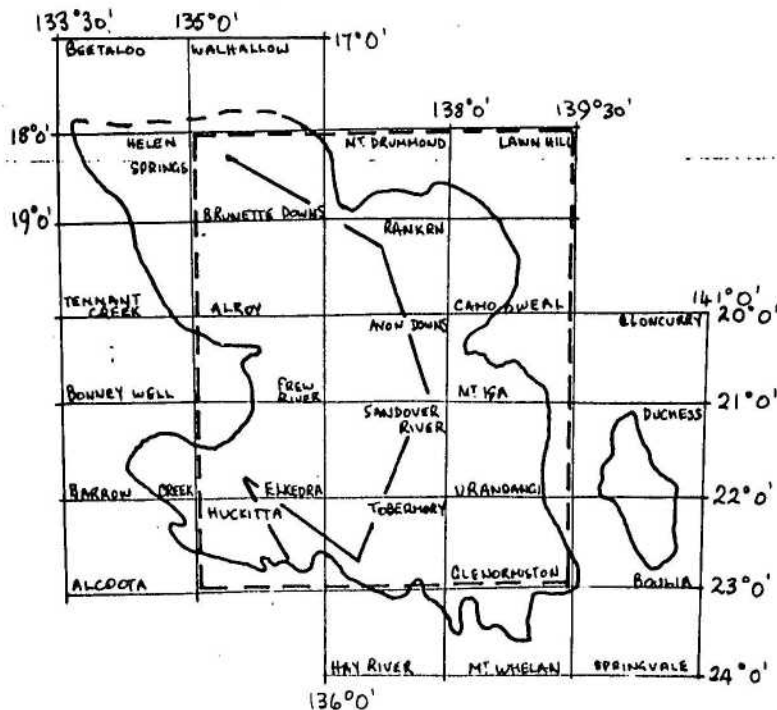 133°30' 135°0'
BEETALOO WALHALLOW 17°0'
138°0' 139°30'
18°0' HELEN SPRINGS MT. DRUMMOND LAWN HILL
19°0' BRUNETTE DOWNS RANKRN
TENNANT CREEK ALROY AVON DOWNS CAMOOWEAL 141°0'
20°0'
CLONCURRY
BONNEY WELL FREW RIVER SANDOVER RIVER MT. ISA 21°0'
DUCHESS
BARROW CREEK ELKEDRA TOBERMORY URANDANGI 22°0'
HUCKITTA
ALCOOTA GLENORMISTON BOULIA 23°0'
HAY RIVER MT. WHELAN SPRINGVALE 24°0'
136°0'